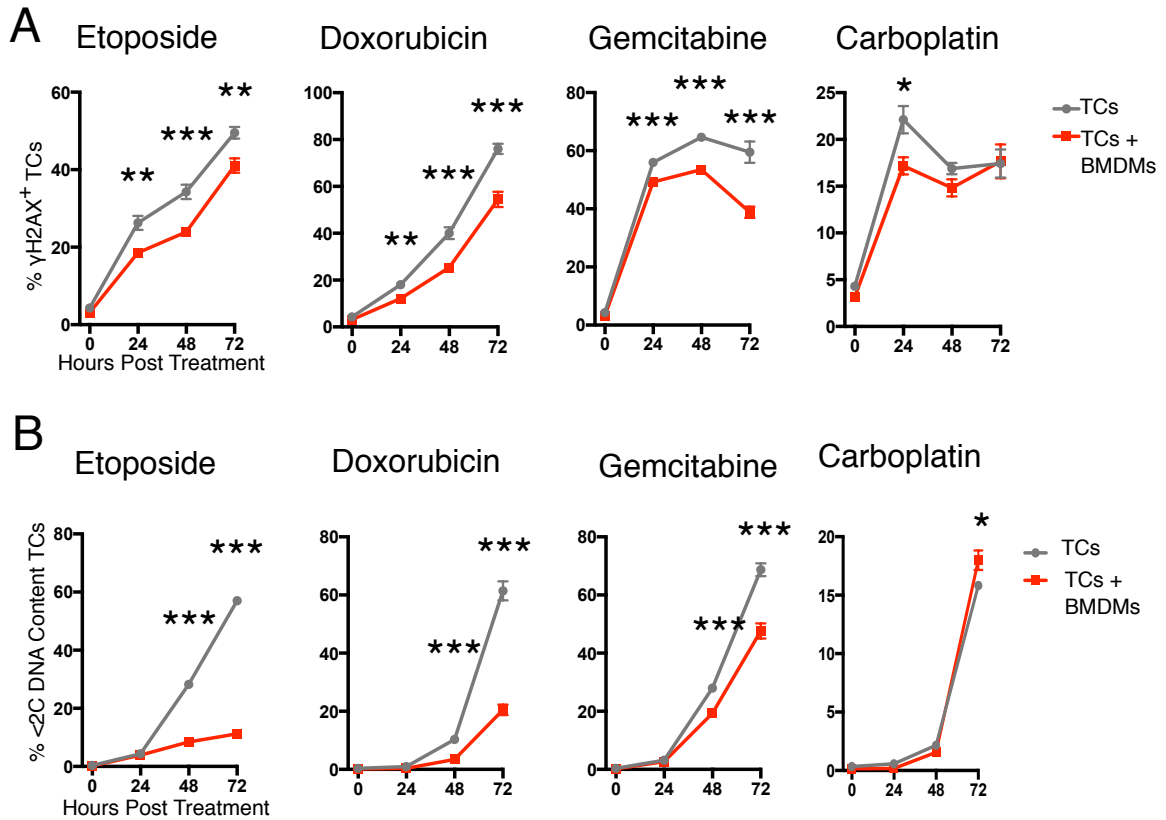 A
Etoposide
Doxorubicin
Gemcitabine
Carboplatin
% γH2AX+ TCs
60
40
20
0
**
***
**
0 24 48 72
Hours Post Treatment
100
80
60
40
20
0
**
***
***
0 24 48 72
80
60
40
20
0
***
***
***
0 24 48 72
25
20
15
10
5
0
*
0 24 48 72
TCs
TCs +
BMDMs
B
Etoposide
Doxorubicin
Gemcitabine
Carboplatin
% <2C DNA Content TCs
80
60
40
20
0
***
***
0 24 48 72
Hours Post Treatment
80
60
40
20
0
***
***
0 24 48 72
80
60
40
20
0
***
***
0 24 48 72
20
15
10
5
0
*
0 24 48 72
TCs
TCs +
BMDMs